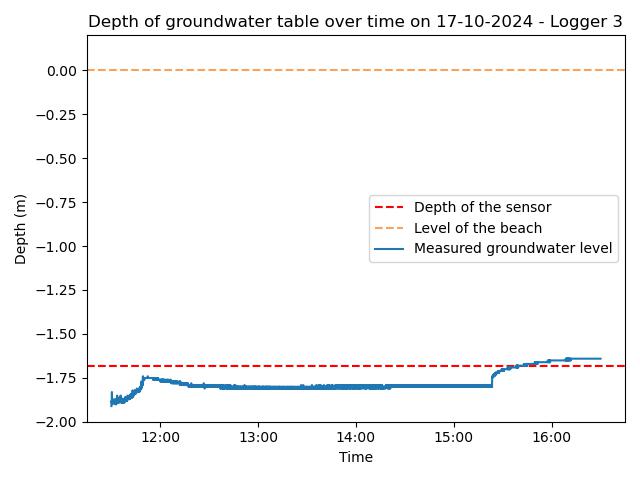 Depth of groundwater table over time on 17-10-2024 - Logger 3
0.00
−0.25
−0.50
−0.75
−1.00
−1.25
−1.50
−1.75
−2.00
Depth (m)
Depth of the sensor
Level of the beach
Measured groundwater level
12:00 13:00 14:00 15:00 16:00
Time